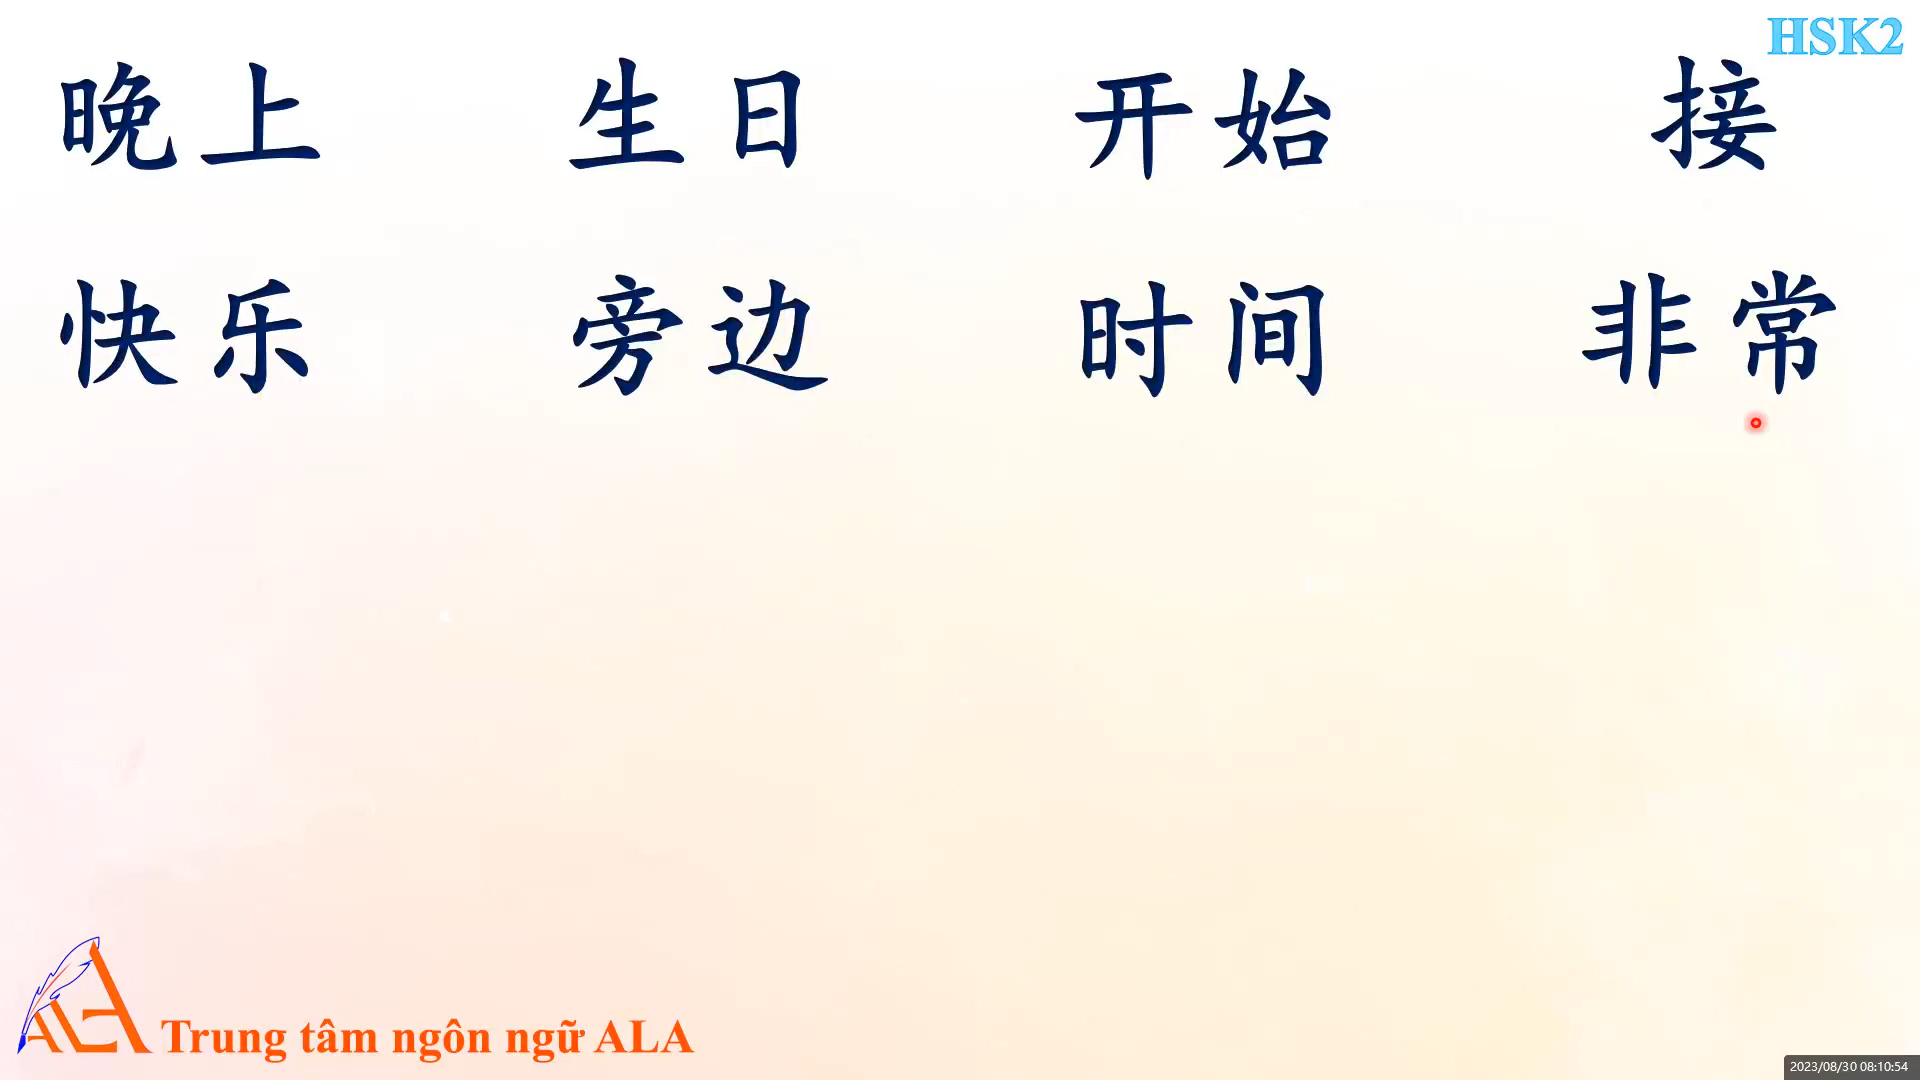 HSK2
晚上 生日 开始 接
快乐 旁边 时间 非常
ALA
Trung tâm ngôn ngữ ALA
2023/08/30 08:10:54